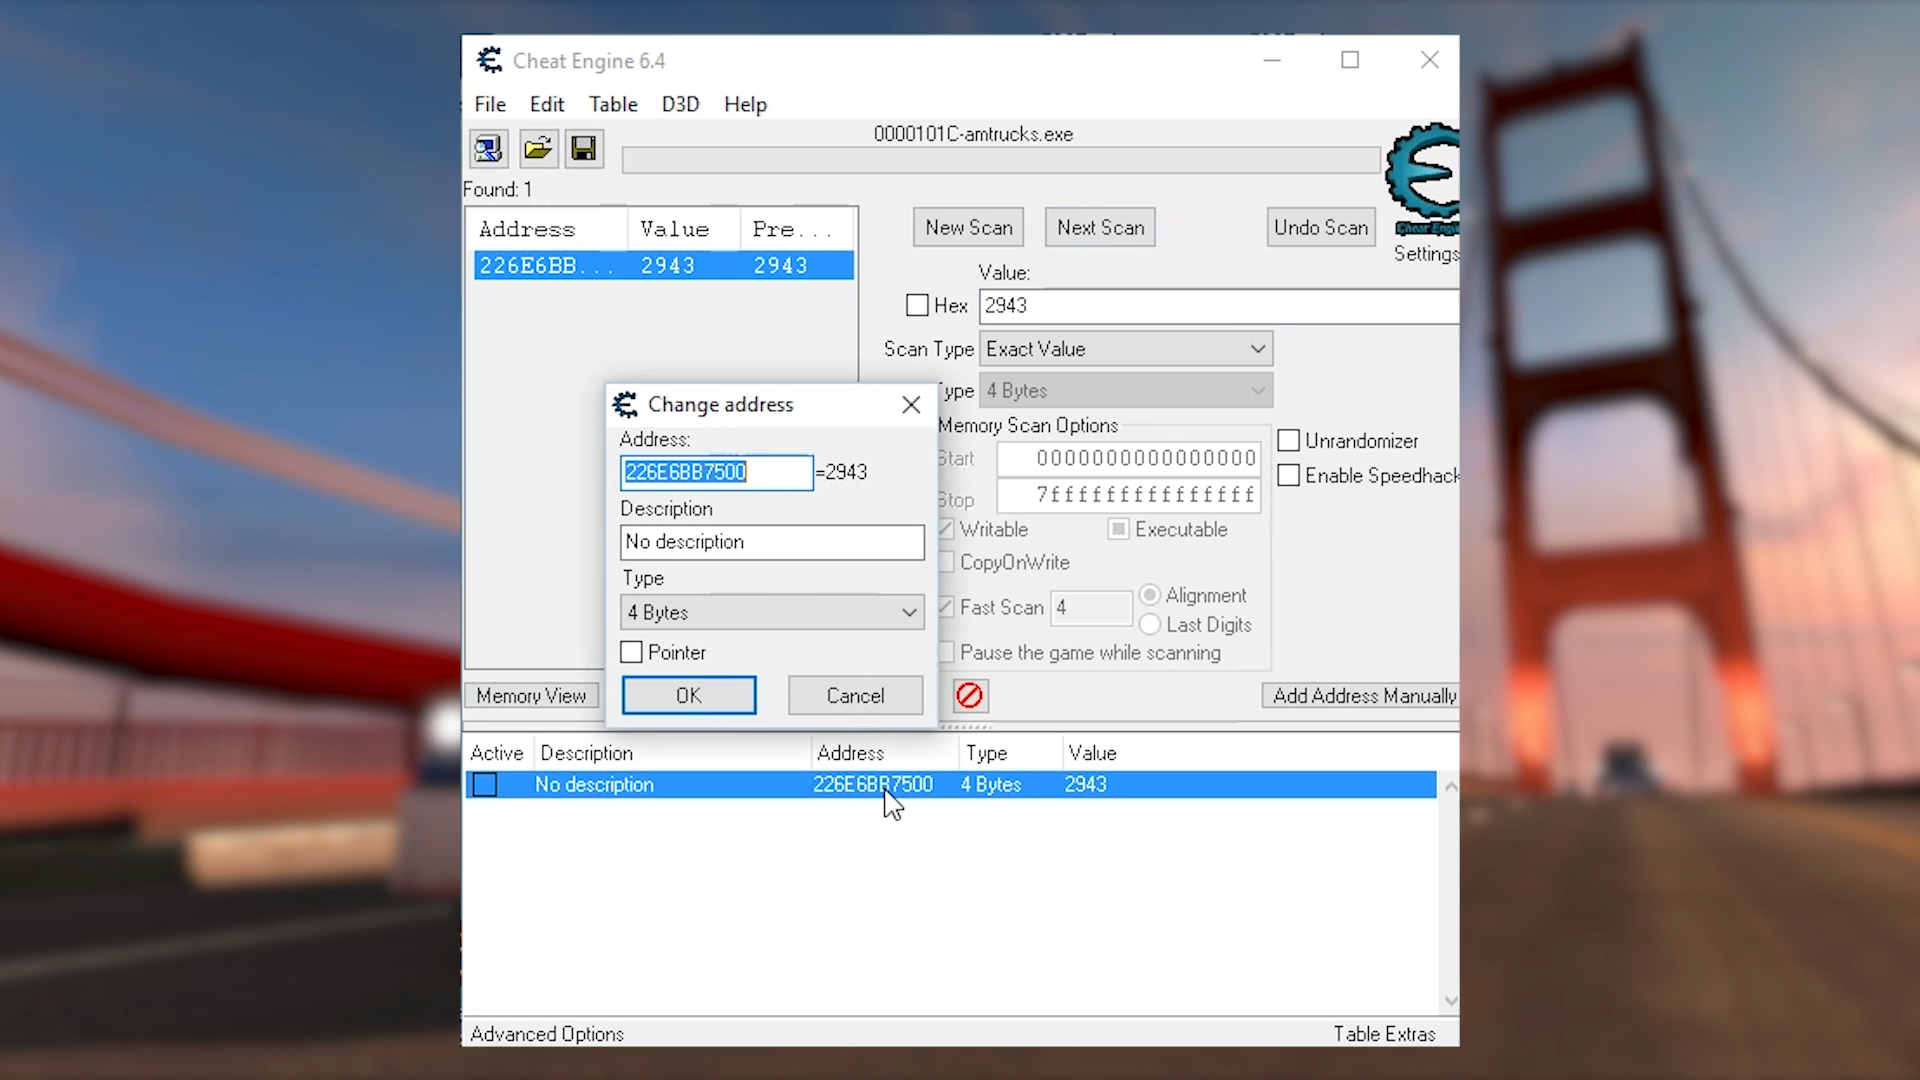 Cheat Engine 6.4
File Edit Table D3D Help
0000101C-amtrucks.exe
Found: 1
Address Value Pre...
226E6BB... 2943 2943
New Scan Next Scan Undo Scan
Cheat Engi
Settings
Value:
Hex 2943
Scan Type Exact Value
ype 4 Bytes
Memory Scan Options
Start 0000000000000000
Stop 7fffffffffffffff
Writable Executable
CopyOnWrite
Fast Scan 4 Alignment
Last Digits
Pause the game while scanning
Unrandomizer
Enable Speedhack
Change address
Address:
226E6BB7500 =2943
Description
No description
Type
4 Bytes
Pointer
OK Cancel
Memory View Add Address Manually
Active Description Address Type Value
No description 226E6BB7500 4 Bytes 2943
Advanced Options Table Extras